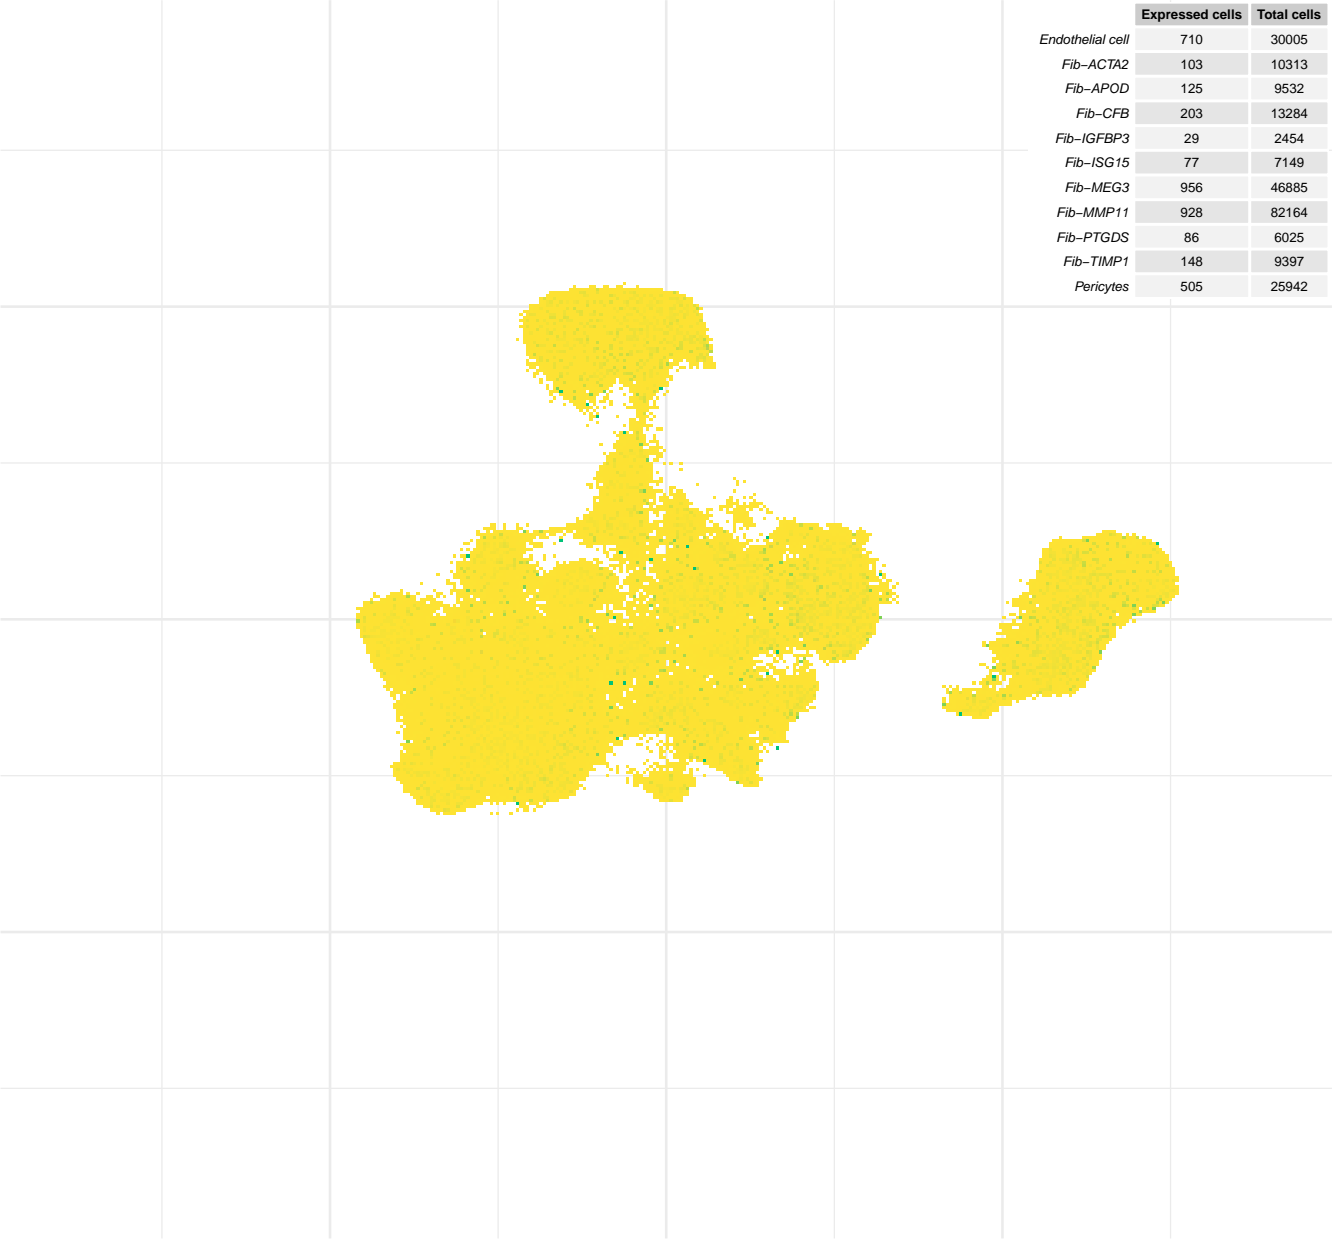 Expressed cells Total cells
Endothelial cell 710 30005
Fib−ACTA2 103 10313
Fib−APOD 125 9532
Fib−CFB 203 13284
Fib−IGFBP3 29 2454
Fib−ISG15 77 7149
Fib−MEG3 956 46885
Fib−MMP11 928 82164
Fib−PTGDS 86 6025
Fib−TIMP1 148 9397
Pericytes 505 25942